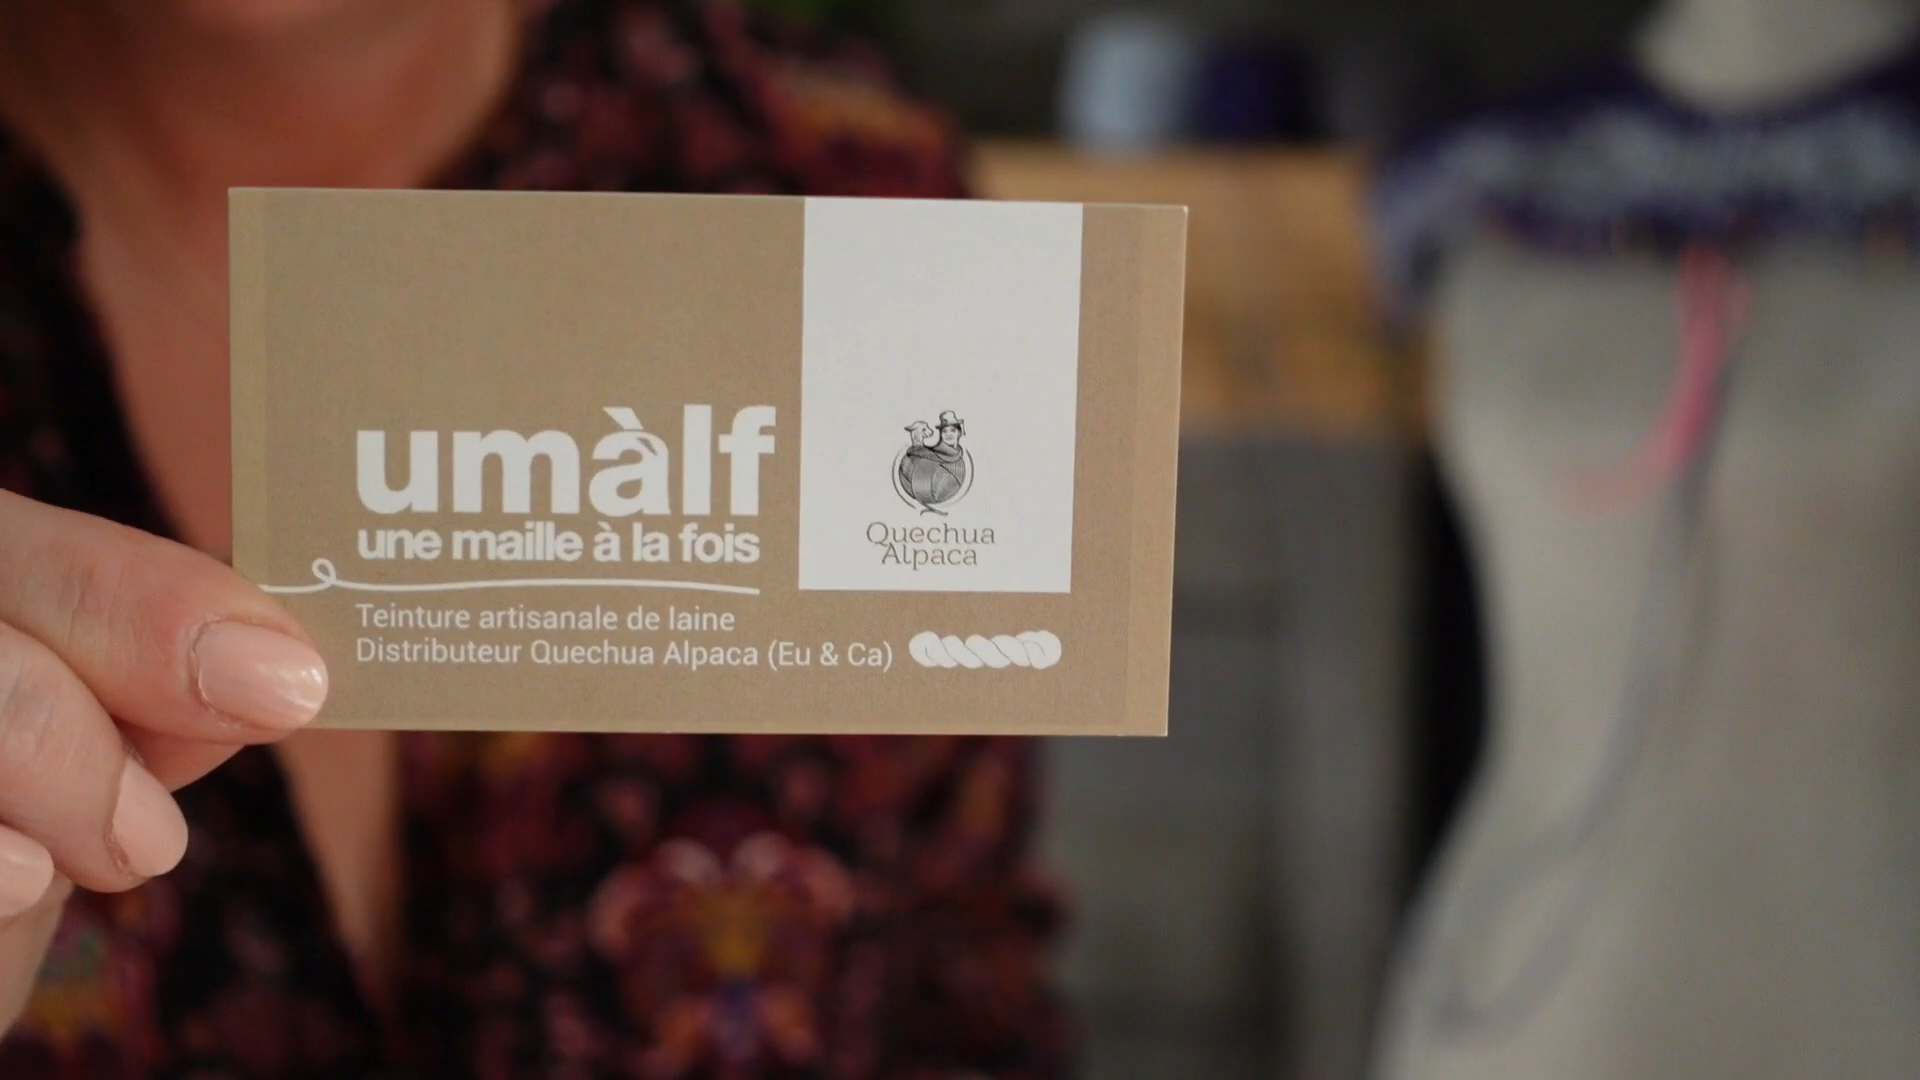 umàlf
une maille à la fois
Teinture artisanale de laine
Distributeur Quechua Alpaca (Eu & Ca)
Quechua
Alpaca